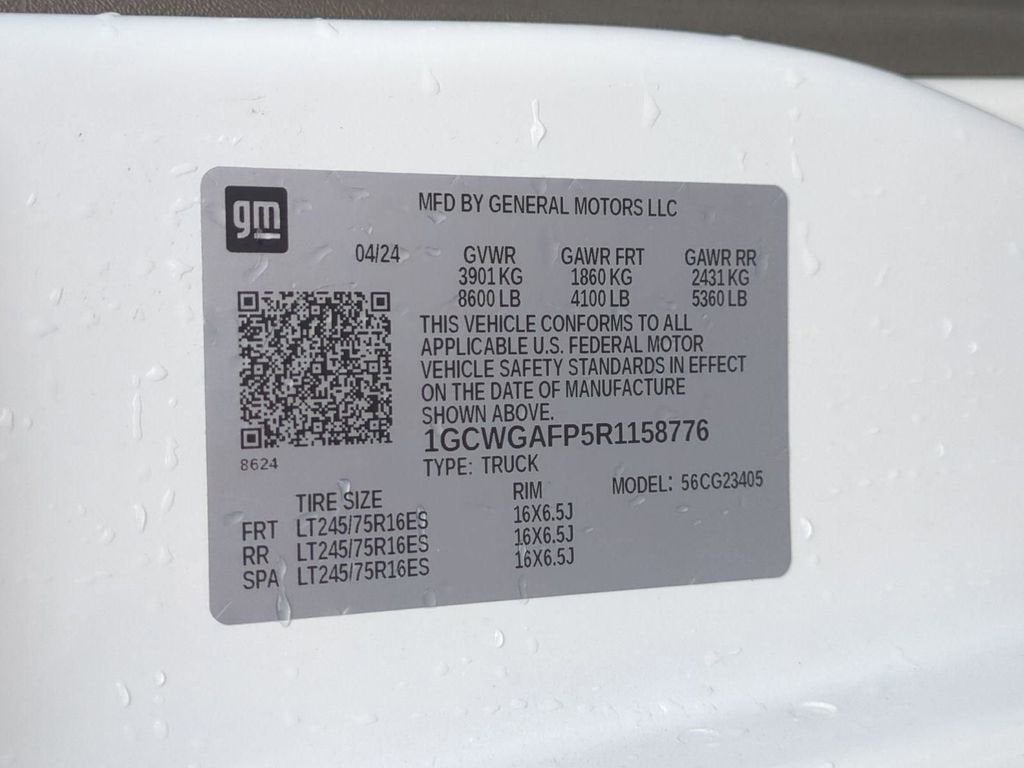 gm
MFD BY GENERAL MOTORS LLC
04/24 GVWR GAWR FRT GAWR RR
3901 KG 1860 KG 2431 KG
8600 LB 4100 LB 5360 LB
THIS VEHICLE CONFORMS TO ALL
APPLICABLE U.S. FEDERAL MOTOR
VEHICLE SAFETY STANDARDS IN EFFECT
ON THE DATE OF MANUFACTURE
SHOWN ABOVE.
1GCWGAFP5R1158776
8624
TYPE: TRUCK
MODEL: 56CG23405
TIRE SIZE RIM
FRT LT245/75R16ES 16X6.5J
RR LT245/75R16ES 16X6.5J
SPA LT245/75R16ES 16X6.5J